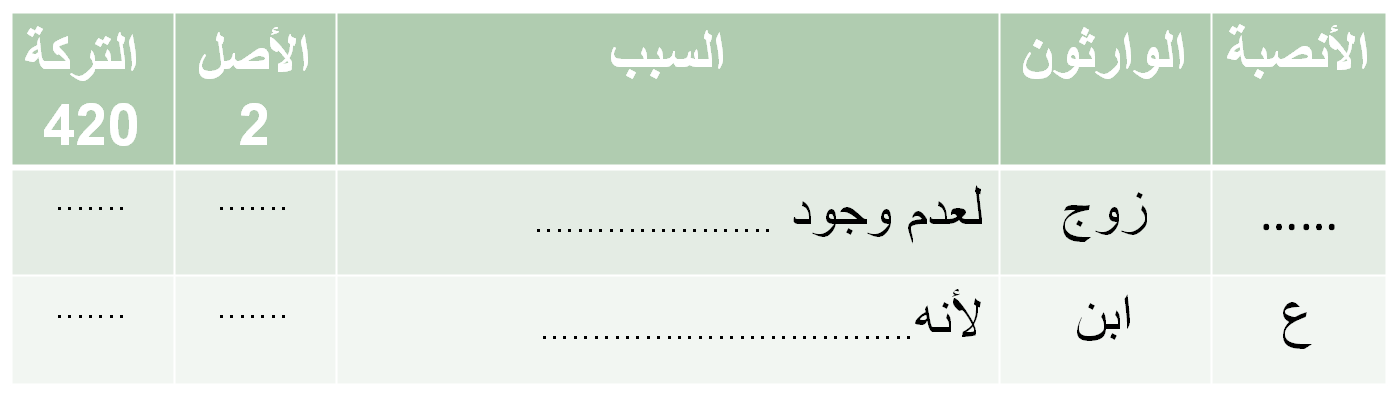 الأنصبة الوارثون السبب الأصل 2 التركة 420
...... زوج لعدم وجود ...................... ....... .......
ع ابن لأنه................................... ....... .......